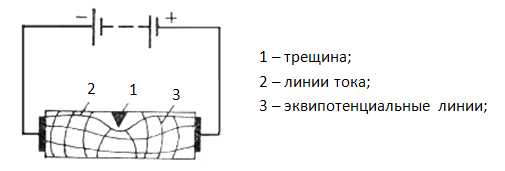 − +
2 1 3
1 – трещина;
2 – линии тока;
3 – эквипотенциальные линии;